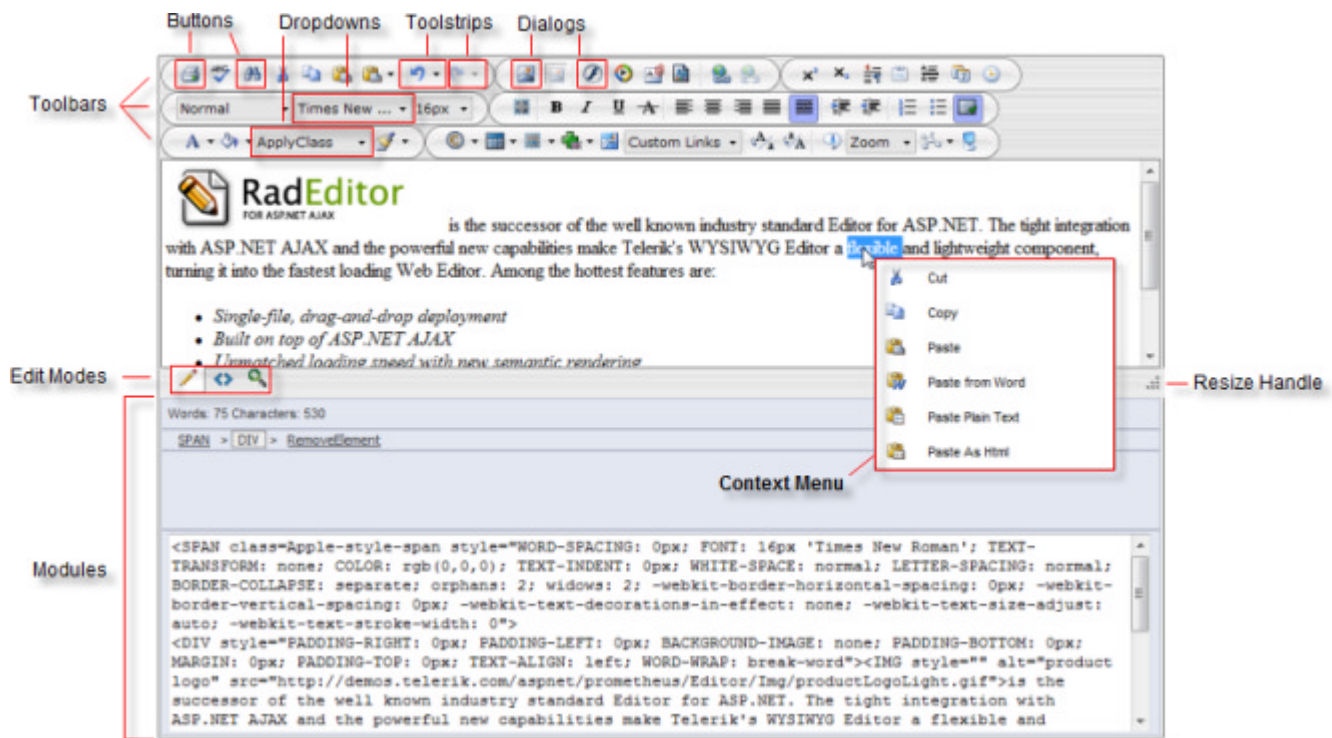 Buttons Dropdowns Toolstrips Dialogs
Toolbars
Normal Times New ... 16px B I U A
A ApplyClass Custom Links Zoom
RadEditor
FOR ASP.NET AJAX
is the successor of the well known industry standard Editor for ASP.NET. The tight integration
with ASP.NET AJAX and the powerful new capabilities make Telerik's WYSIWYG Editor a flexible and lightweight component,
turning it into the fastest loading Web Editor. Among the hottest features are:
• Single-file, drag-and-drop deployment
• Built on top of ASP.NET AJAX
• Unmatched loading speed with new semantic rendering
Cut
Copy
Paste
Paste from Word
Paste Plain Text
Paste As Html
Edit Modes
Resize Handle
Words: 75 Characters: 530
SPAN > DIV > RemoveElement
Context Menu
Modules
<SPAN class=Apple-style-span style="WORD-SPACING: 0px; FONT: 16px 'Times New Roman'; TEXT-
TRANSFORM: none; COLOR: rgb(0,0,0); TEXT-INDENT: 0px; WHITE-SPACE: normal; LETTER-SPACING: normal;
BORDER-COLLAPSE: separate; orphans: 2; widows: 2; -webkit-border-horizontal-spacing: 0px; -webkit-
border-vertical-spacing: 0px; -webkit-text-decorations-in-effect: none; -webkit-text-size-adjust:
auto; -webkit-text-stroke-width: 0">
<DIV style="PADDING-RIGHT: 0px; PADDING-LEFT: 0px; BACKGROUND-IMAGE: none; PADDING-BOTTOM: 0px;
MARGIN: 0px; PADDING-TOP: 0px; TEXT-ALIGN: left; WORD-WRAP: break-word"><IMG style="" alt="product
logo" src="http://demos.telerik.com/aspnet/prometheus/Editor/Img/productLogoLight.gif">is the
successor of the well known industry standard Editor for ASP.NET. The tight integration with
ASP.NET AJAX and the powerful new capabilities make Telerik's WYSIWYG Editor a flexible and